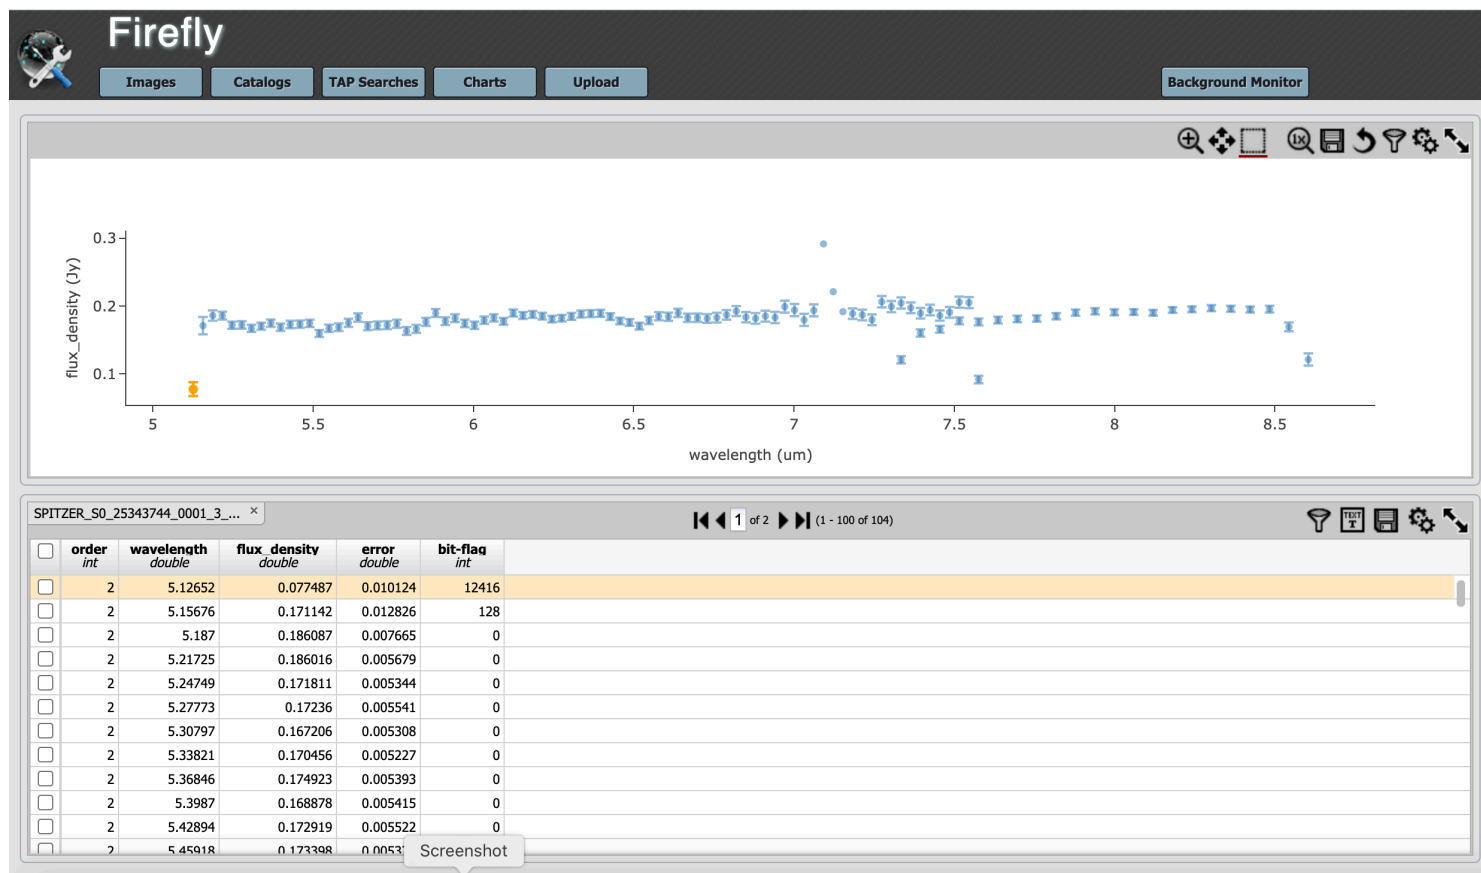 Firefly
Images Catalogs TAP Searches Charts Upload Background Monitor
1x
0.3
0.2
0.1
flux_density (Jy)
5 5.5 6 6.5 7 7.5 8 8.5
wavelength (um)
SPITZER_S0_25343744_0001_3_... ×
1 of 2 (1 - 100 of 104)
TEXT
T
order wavelength flux_density error bit-flag
int double double double int
2 5.12652 0.077487 0.010124 12416
2 5.15676 0.171142 0.012826 128
2 5.187 0.186087 0.007665 0
2 5.21725 0.186016 0.005679 0
2 5.24749 0.171811 0.005344 0
2 5.27773 0.17236 0.005541 0
2 5.30797 0.167206 0.005308 0
2 5.33821 0.170456 0.005227 0
2 5.36846 0.174923 0.005393 0
2 5.3987 0.168878 0.005415 0
2 5.42894 0.172919 0.005522 0
2 5.45918 0.173398
Screenshot